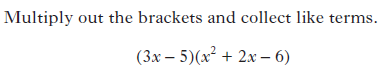 Multiply out the brackets and collect like terms.
(3x – 5)(x² + 2x – 6)